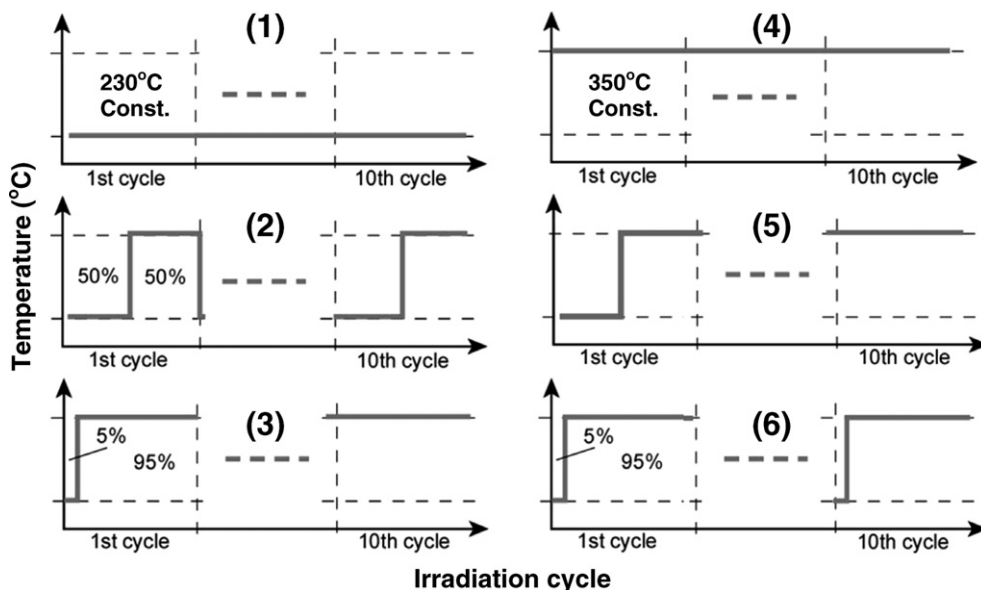 (1)
230°C
Const.
1st cycle
10th cycle
(4)
350°C
Const.
1st cycle
10th cycle
Temperature (°C)
(2)
50%
50%
1st cycle
10th cycle
(5)
1st cycle
10th cycle
(3)
5%
95%
1st cycle
10th cycle
(6)
5%
95%
1st cycle
10th cycle
Irradiation cycle